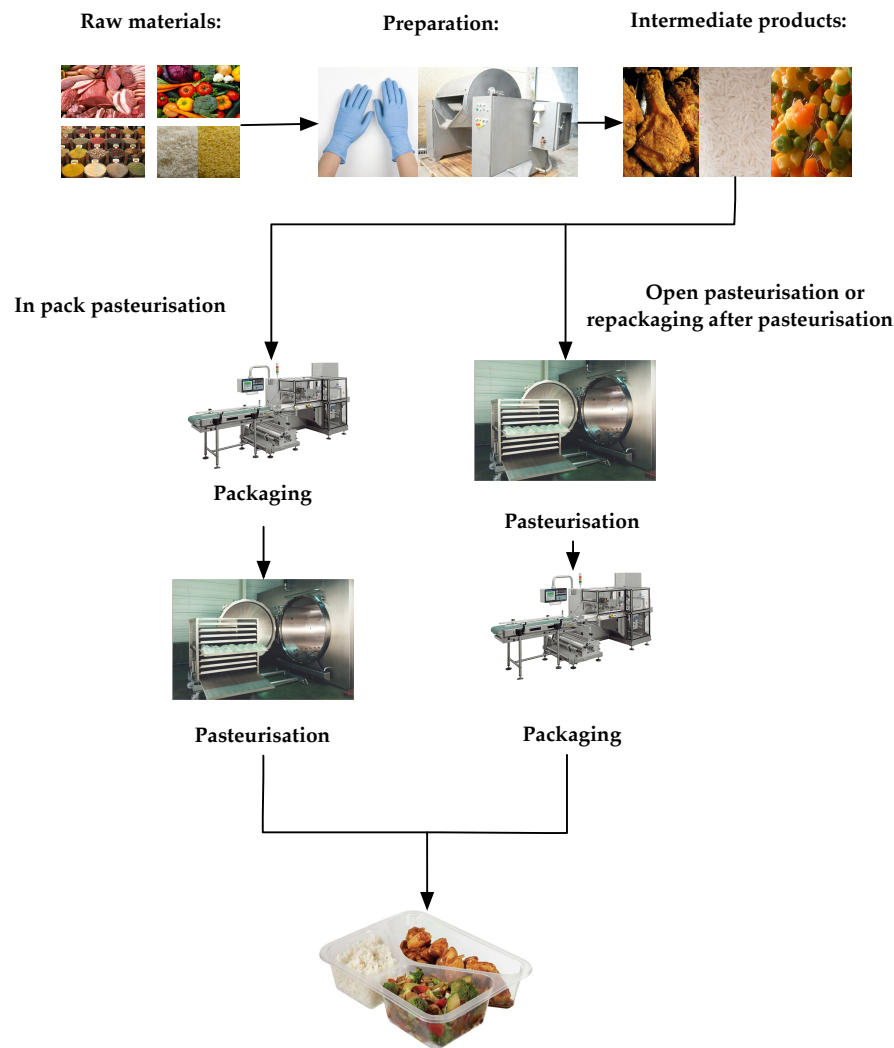 Raw materials:
Preparation:
Intermediate products:
In pack pasteurisation
Open pasteurisation or
repackaging after pasteurisation
Packaging
Pasteurisation
Pasteurisation
Packaging